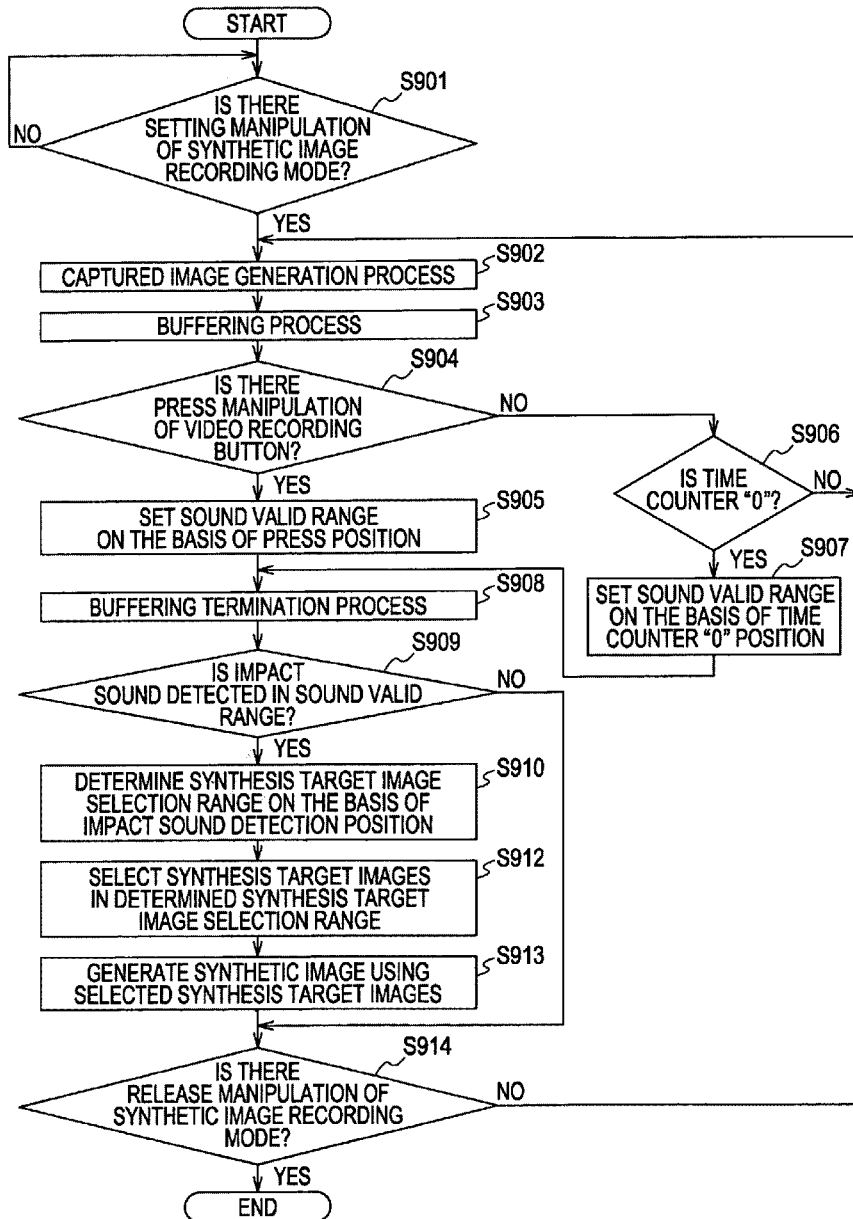 START
S901
IS THERE
SETTING MANIPULATION
OF SYNTHETIC IMAGE
RECORDING MODE?
NO
YES
S902
CAPTURED IMAGE GENERATION PROCESS
S903
BUFFERING PROCESS
S904
IS THERE
PRESS MANIPULATION
OF VIDEO RECORDING
BUTTON?
NO
YES
S906
IS TIME
COUNTER "0"?
NO
YES
S905
SET SOUND VALID RANGE
ON THE BASIS OF PRESS POSITION
S907
SET SOUND VALID RANGE
ON THE BASIS OF TIME
COUNTER "0" POSITION
S908
BUFFERING TERMINATION PROCESS
S909
IS IMPACT
SOUND DETECTED IN SOUND VALID
RANGE?
NO
YES
S910
DETERMINE SYNTHESIS TARGET IMAGE
SELECTION RANGE ON THE BASIS OF
IMPACT SOUND DETECTION POSITION
S912
SELECT SYNTHESIS TARGET IMAGES
IN DETERMINED SYNTHESIS TARGET
IMAGE SELECTION RANGE
S913
GENERATE SYNTHETIC IMAGE USING
SELECTED SYNTHESIS TARGET IMAGES
S914
IS THERE
RELEASE MANIPULATION OF
SYNTHETIC IMAGE RECORDING
MODE?
NO
YES
END